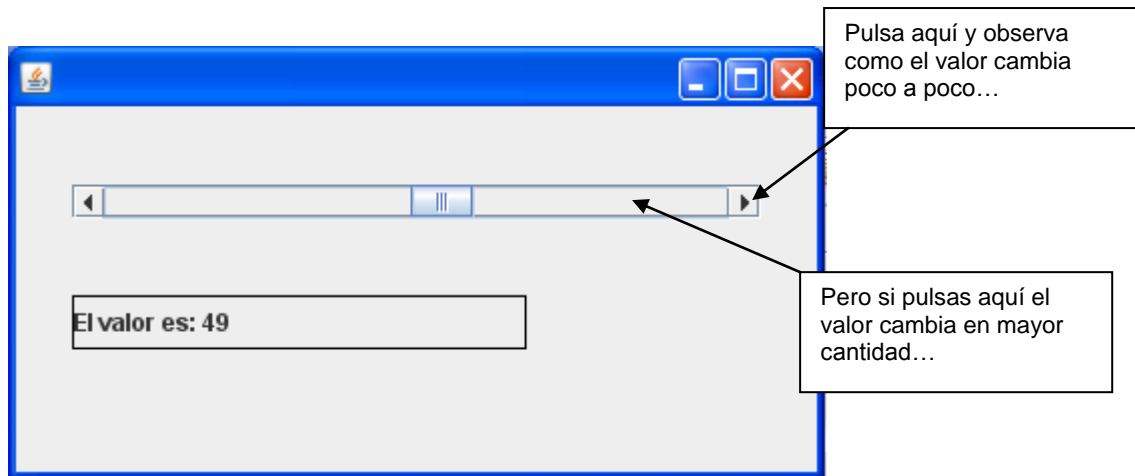 Pulsa aquí y observa
como el valor cambia
poco a poco…
El valor es: 49
Pero si pulsas aquí el
valor cambia en mayor
cantidad…